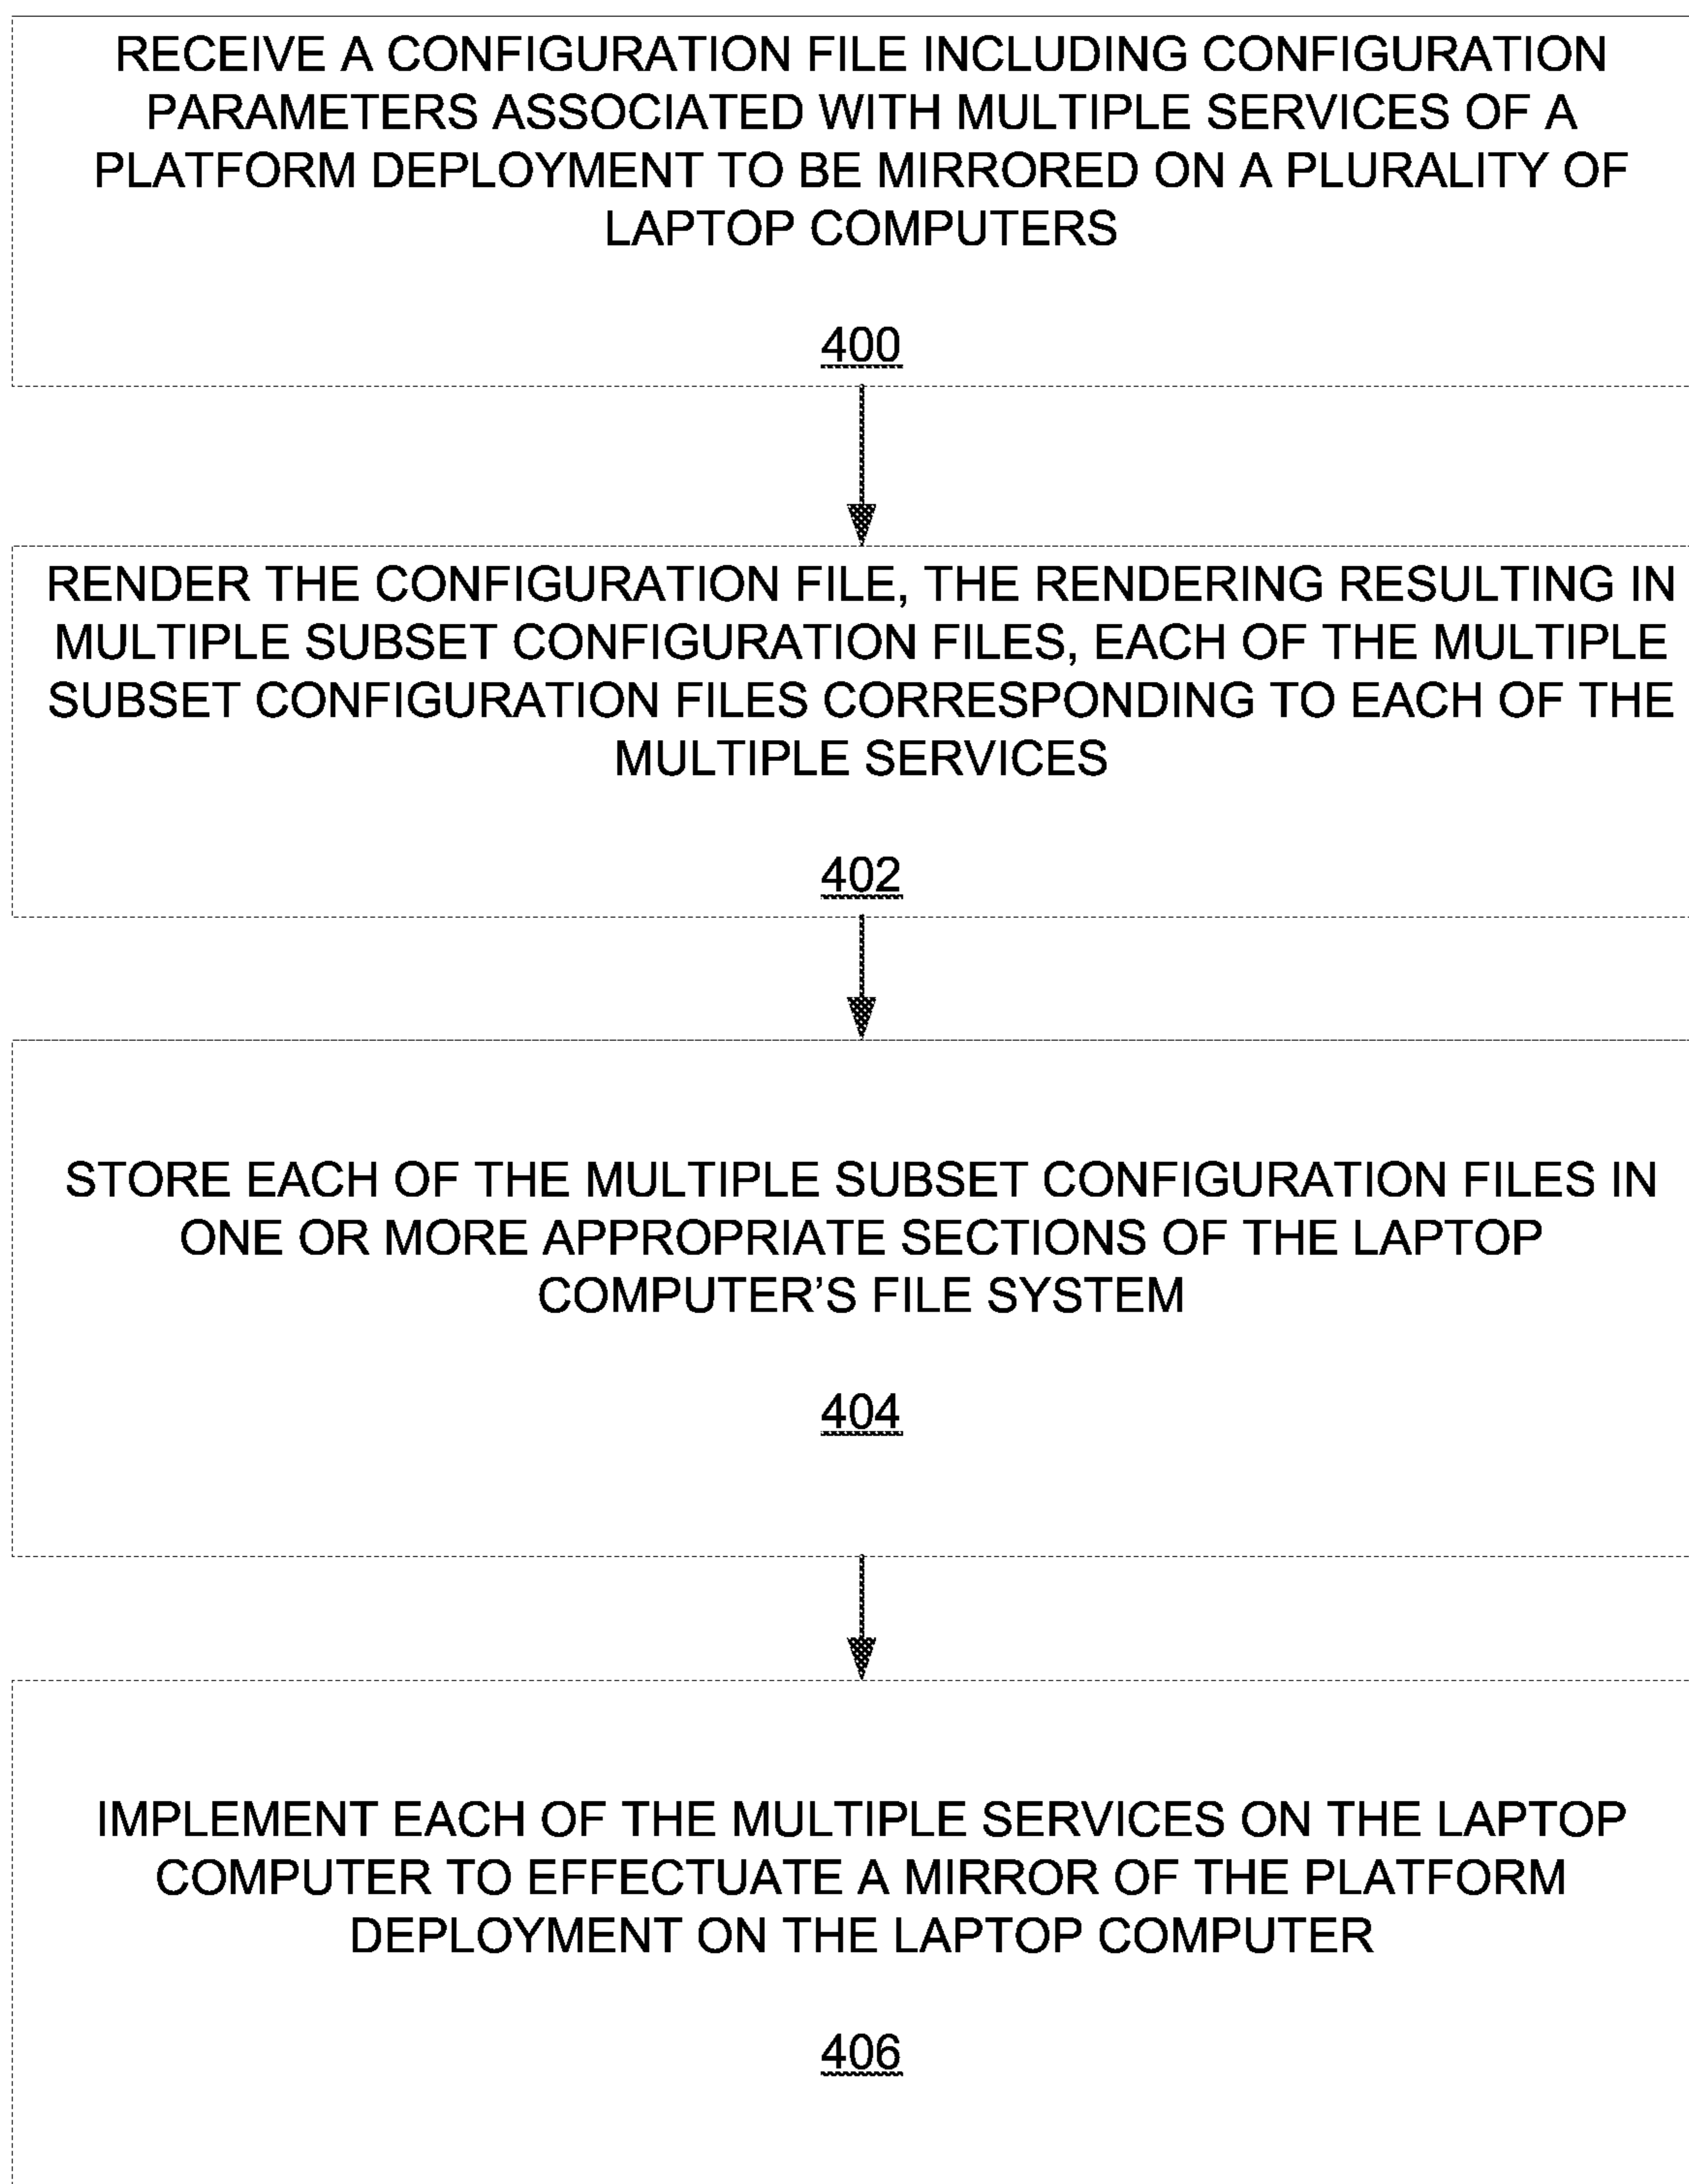 RECEIVE A CONFIGURATION FILE INCLUDING CONFIGURATION
PARAMETERS ASSOCIATED WITH MULTIPLE SERVICES OF A
PLATFORM DEPLOYMENT TO BE MIRRORED ON A PLURALITY OF
LAPTOP COMPUTERS
400
RENDER THE CONFIGURATION FILE, THE RENDERING RESULTING IN
MULTIPLE SUBSET CONFIGURATION FILES, EACH OF THE MULTIPLE
SUBSET CONFIGURATION FILES CORRESPONDING TO EACH OF THE
MULTIPLE SERVICES
402
STORE EACH OF THE MULTIPLE SUBSET CONFIGURATION FILES IN
ONE OR MORE APPROPRIATE SECTIONS OF THE LAPTOP
COMPUTER’S FILE SYSTEM
404
IMPLEMENT EACH OF THE MULTIPLE SERVICES ON THE LAPTOP
COMPUTER TO EFFECTUATE A MIRROR OF THE PLATFORM
DEPLOYMENT ON THE LAPTOP COMPUTER
406